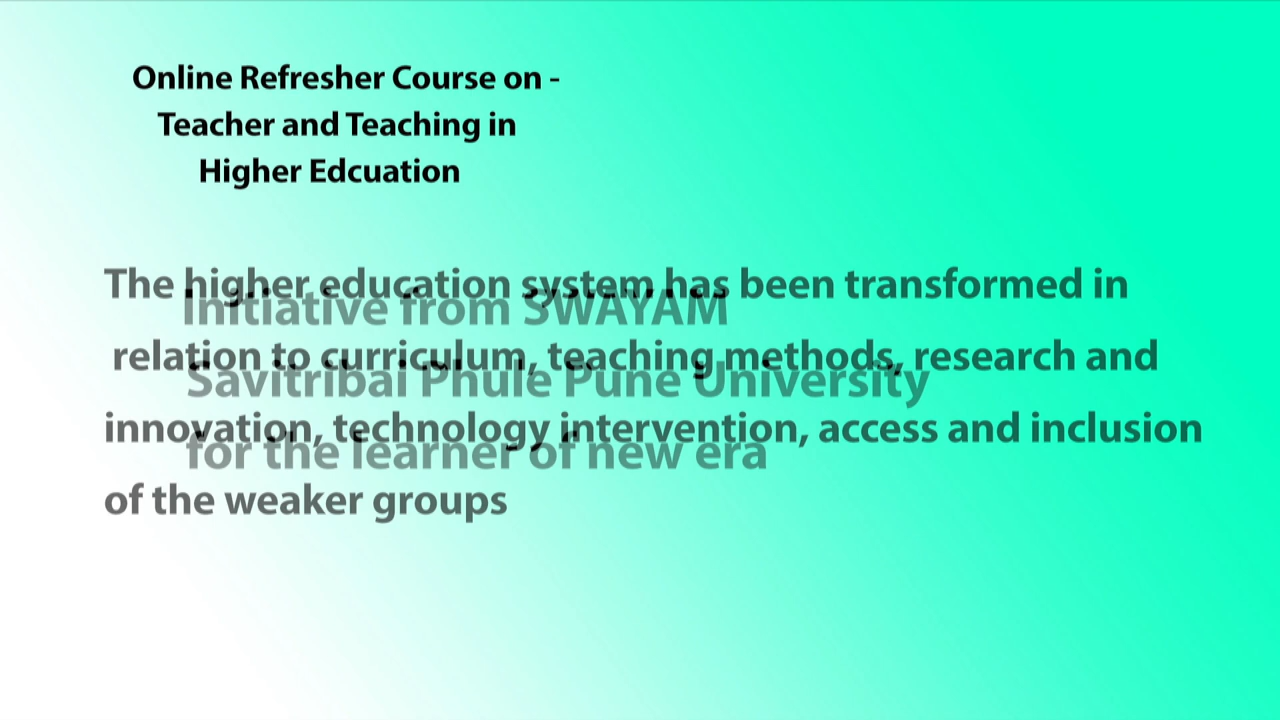 Online Refresher Course on -
Teacher and Teaching in
Higher Edcuation
The higher education system has been transformed in
relation to curriculum, teaching methods, research and
innovation, technology intervention, access and inclusion
of the weaker groups
Initiative from SWAYAM
Savitribai Phule Pune University
for the learner of new era